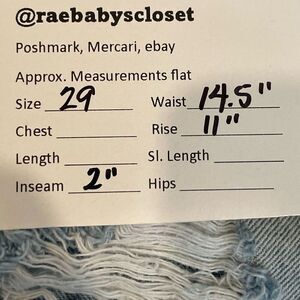 @raebabyscloset
Poshmark, Mercari, ebay
Approx. Measurements flat
Size 29 Waist 14.5"
Chest Rise 11"
Length Sl. Length
Inseam 2" Hips